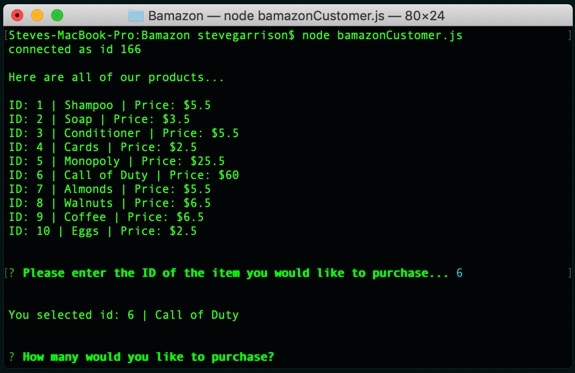 Bamazon — node bamazonCustomer.js — 80×24
[Steves-MacBook-Pro:Bamazon stevegarrison$ node bamazonCustomer.js ]
connected as id 166
Here are all of our products...
ID: 1 | Shampoo | Price: $5.5
ID: 2 | Soap | Price: $3.5
ID: 3 | Conditioner | Price: $5.5
ID: 4 | Cards | Price: $2.5
ID: 5 | Monopoly | Price: $25.5
ID: 6 | Call of Duty | Price: $60
ID: 7 | Almonds | Price: $5.5
ID: 8 | Walnuts | Price: $6.5
ID: 9 | Coffee | Price: $6.5
ID: 10 | Eggs | Price: $2.5
[? Please enter the ID of the item you would like to purchase... 6 ]
You selected id: 6 | Call of Duty
? How many would you like to purchase?